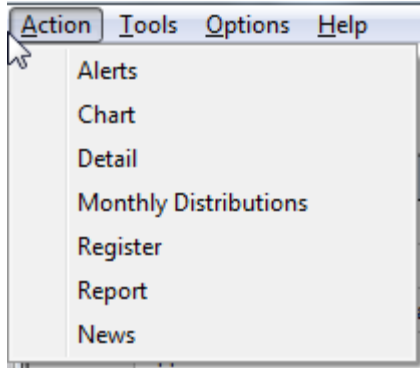 Action Tools Options Help
Alerts
Chart
Detail
Monthly Distributions
Register
Report
News